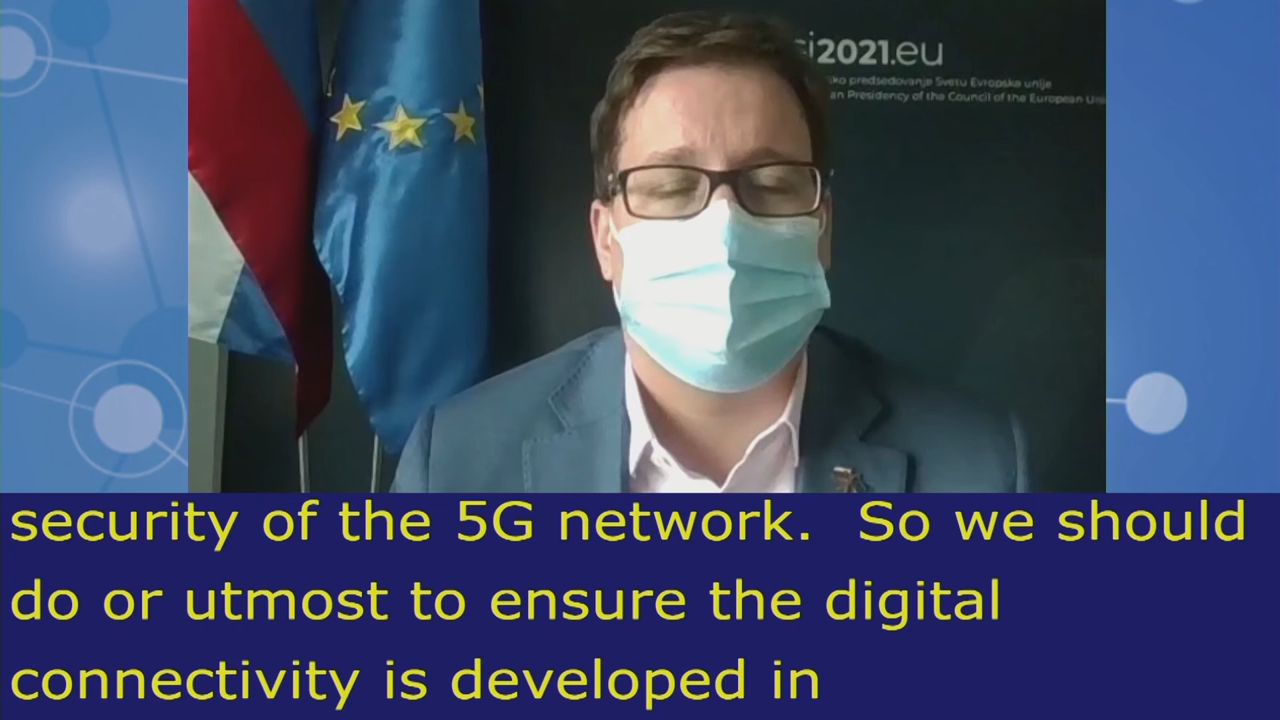 si2021.eu
sko predsedovanje Svetu Evropske unije
an Presidency of the Council of the European Uni
security of the 5G network. So we should
do or utmost to ensure the digital
connectivity is developed in